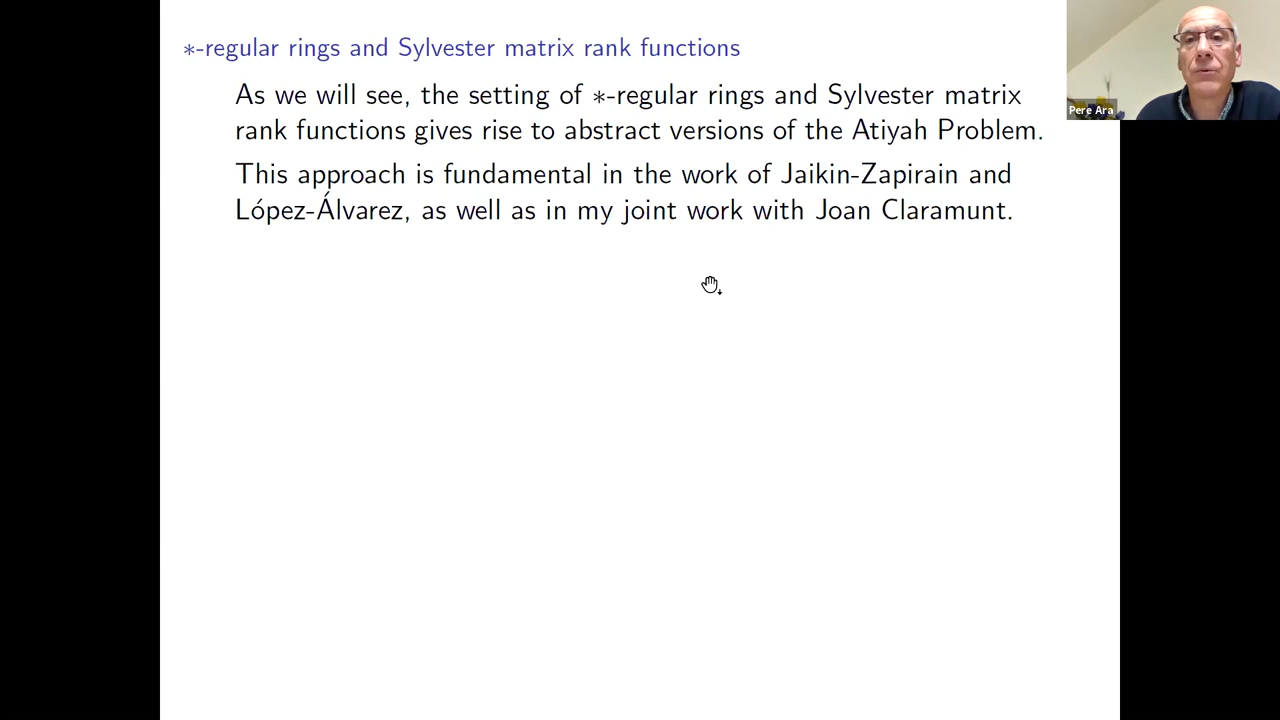 ∗-regular rings and Sylvester matrix rank functions
As we will see, the setting of ∗-regular rings and Sylvester matrix
rank functions gives rise to abstract versions of the Atiyah Problem.
This approach is fundamental in the work of Jaikin-Zapirain and
López-Álvarez, as well as in my joint work with Joan Claramunt.
Pere Ara